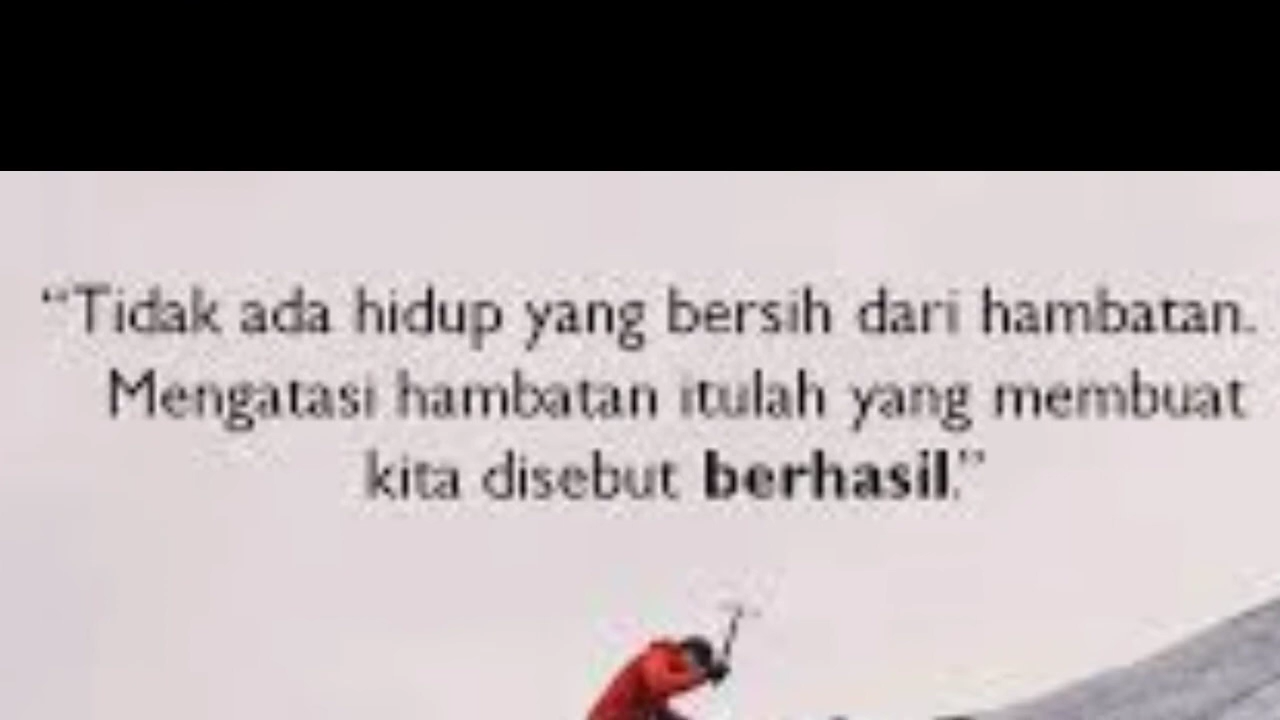 “Tidak ada hidup yang bersih dari hambatan.
Mengatasi hambatan itulah yang membuat
kita disebut berhasil.”